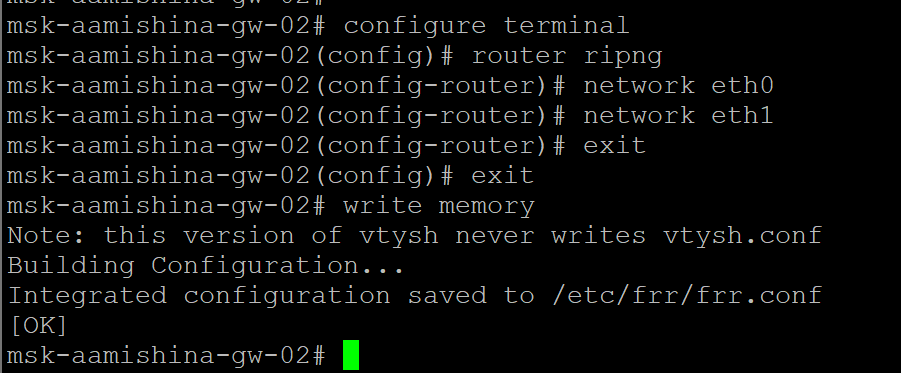 msk-aamishina-gw-02# configure terminal
msk-aamishina-gw-02(config)# router ripng
msk-aamishina-gw-02(config-router)# network eth0
msk-aamishina-gw-02(config-router)# network eth1
msk-aamishina-gw-02(config-router)# exit
msk-aamishina-gw-02(config)# exit
msk-aamishina-gw-02# write memory
Note: this version of vtysh never writes vtysh.conf
Building Configuration...
Integrated configuration saved to /etc/frr/frr.conf
[OK]
msk-aamishina-gw-02#